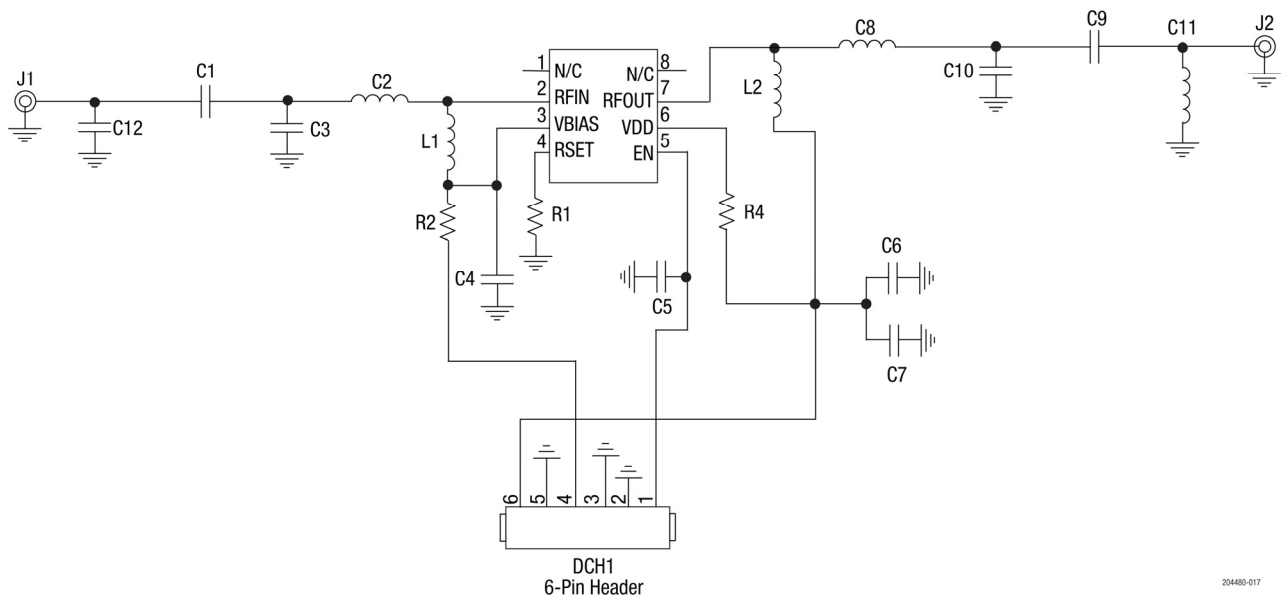 J1
C12
C1
C3
C2
L1
R2
C4
R1
1 N/C
2 RFIN
3 VBIAS
4 RSET
N/C 8
RFOUT 7
VDD 6
EN 5
C5
R4
L2
C8
C10
C9
C11
J2
C6
C7
6 5 4 3 2 1
DCH1
6-Pin Header
204480-017